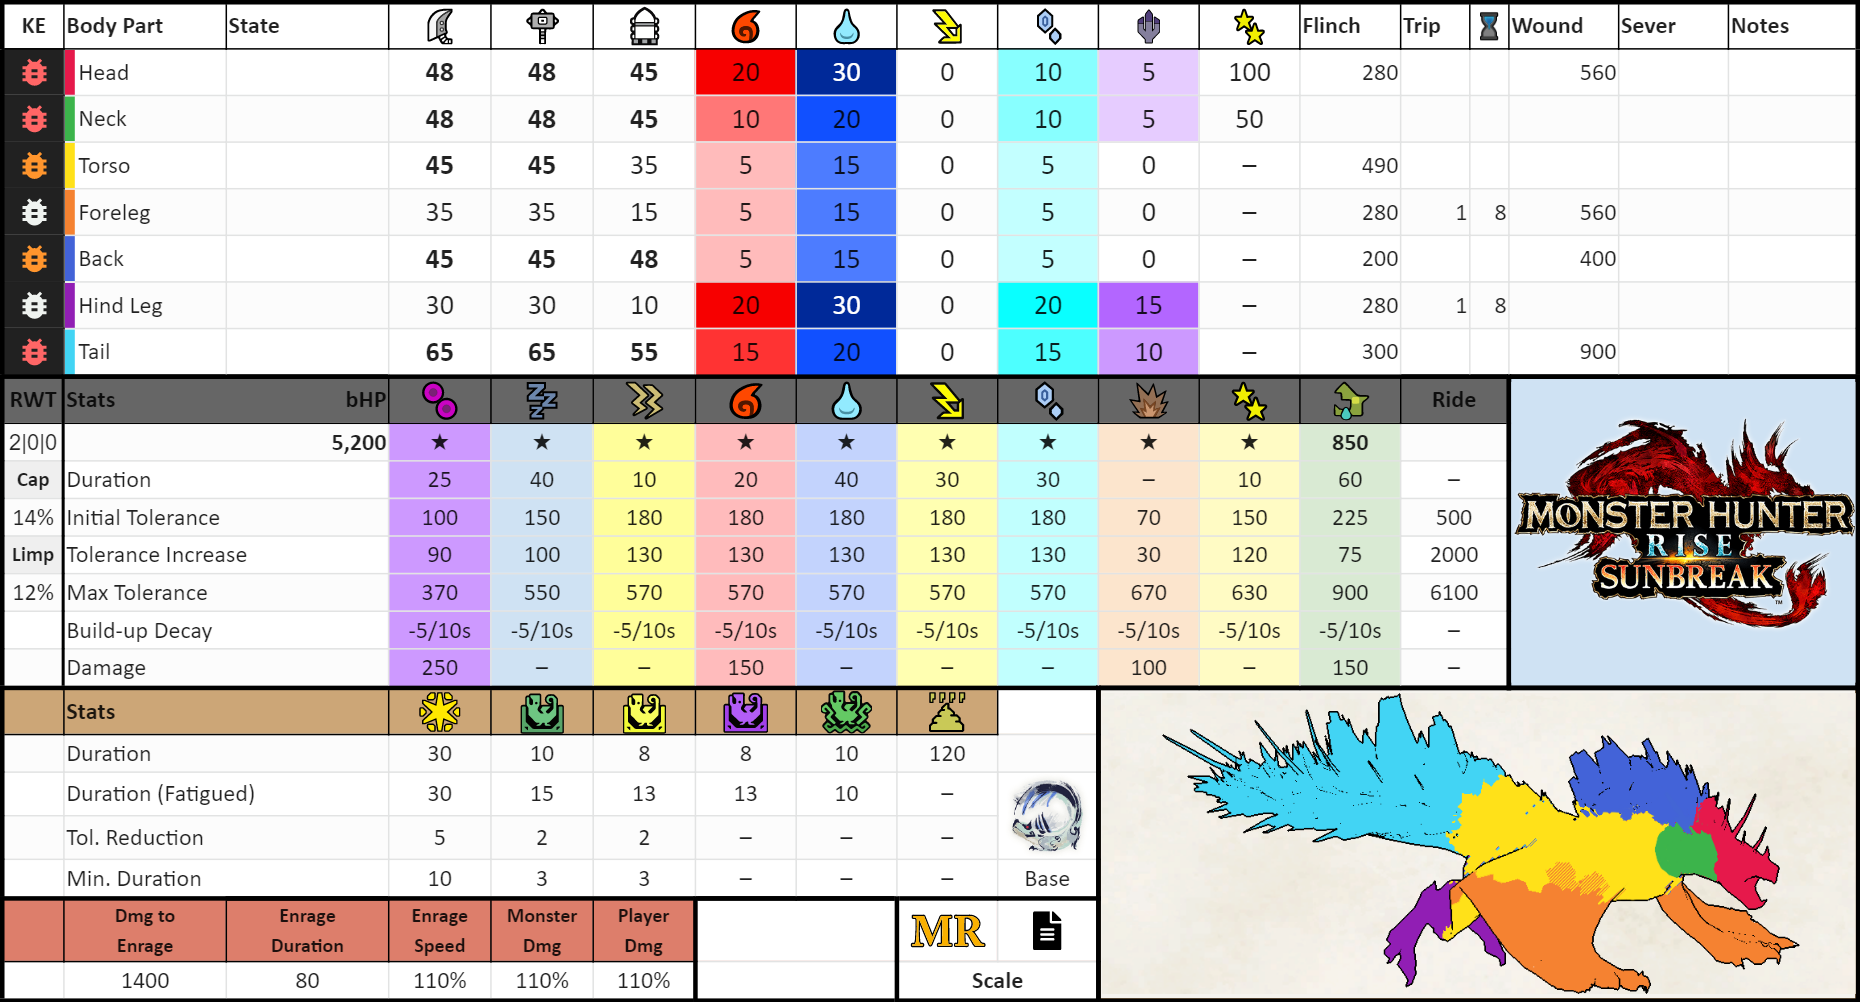 KE Body Part State Flinch Trip Wound Sever Notes
Head 48 48 45 20 30 0 10 5 100 280 560
Neck 48 48 45 10 20 0 10 5 50
Torso 45 45 35 5 15 0 5 0 – 490
Foreleg 35 35 15 5 15 0 5 0 – 280 1 8 560
Back 45 45 48 5 15 0 5 0 – 200 400
Hind Leg 30 30 10 20 30 0 20 15 – 280 1 8
Tail 65 65 55 15 20 0 15 10 – 300 900
RWT Stats bHP Ride
2|0|0 5,200 ★ ★ ★ ★ ★ ★ ★ ★ ★ 850
Cap Duration 25 40 10 20 40 30 30 – 10 60 –
14% Initial Tolerance 100 150 180 180 180 180 180 70 150 225 500
Limp Tolerance Increase 90 100 130 130 130 130 130 30 120 75 2000
12% Max Tolerance 370 550 570 570 570 570 570 670 630 900 6100
Build-up Decay -5/10s -5/10s -5/10s -5/10s -5/10s -5/10s -5/10s -5/10s -5/10s -5/10s –
Damage 250 – – 150 – – – 100 – 150 –
MONSTER HUNTER
RISE
SUNBREAK™
Stats
Duration 30 10 8 8 10 120
Duration (Fatigued) 30 15 13 13 10 –
Tol. Reduction 5 2 2 – – –
Min. Duration 10 3 3 – – – Base
Dmg to Enrage Enrage Monster Player
Enrage Duration Speed Dmg Dmg
MR
1400 80 110% 110% 110% Scale